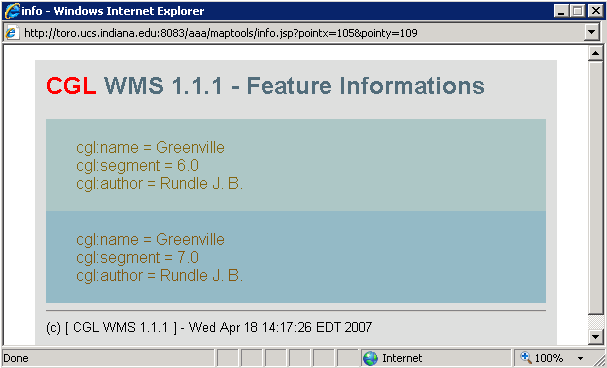 info - Windows Internet Explorer
http://toro.ucs.indiana.edu:8083/aaa/maptools/info.jsp?pointx=105&pointy=109
CGL WMS 1.1.1 - Feature Informations
cgl:name = Greenville
cgl:segment = 6.0
cgl:author = Rundle J. B.
cgl:name = Greenville
cgl:segment = 7.0
cgl:author = Rundle J. B.
(c) [ CGL WMS 1.1.1 ] - Wed Apr 18 14:17:26 EDT 2007
Done Internet 100%